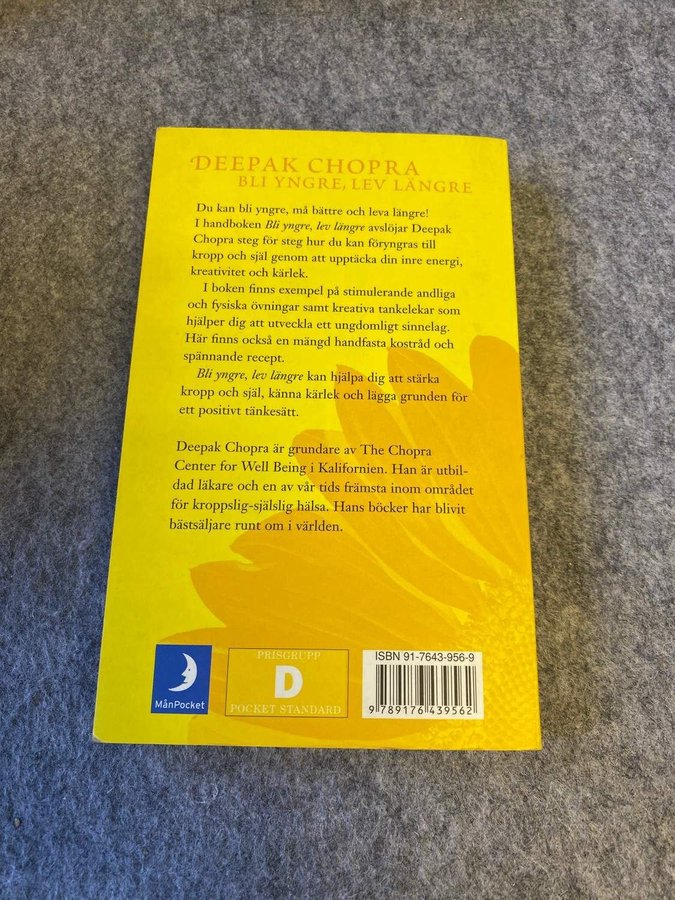 DEEPAK CHOPRA
BLI YNGRE, LEV LÄNGRE
Du kan bli yngre, må bättre och leva längre!
I handboken Bli yngre, lev längre avslöjar Deepak
Chopra steg för steg hur du kan föryngras till
kropp och själ genom att upptäcka din inre energi,
kreativitet och kärlek.
I boken finns exempel på stimulerande andliga
och fysiska övningar samt kreativa tankelekar som
hjälper dig att utveckla ett ungdomligt sinnelag.
Här finns också en mängd handfasta kostråd och
spännande recept.
Bli yngre, lev längre kan hjälpa dig att stärka
kropp och själ, känna kärlek och lägga grunden för
ett positivt tänkesätt.
Deepak Chopra är grundare av The Chopra
Center for Well Being i Kalifornien. Han är utbil-
dad läkare och en av vår tids främsta inom området
för kroppslig-själslig hälsa. Hans böcker har blivit
bästsäljare runt om i världen.
MånPocket
PRISGRUPP
D
POCKET STANDARD
ISBN 91-7643-956-9
9 789176 439562